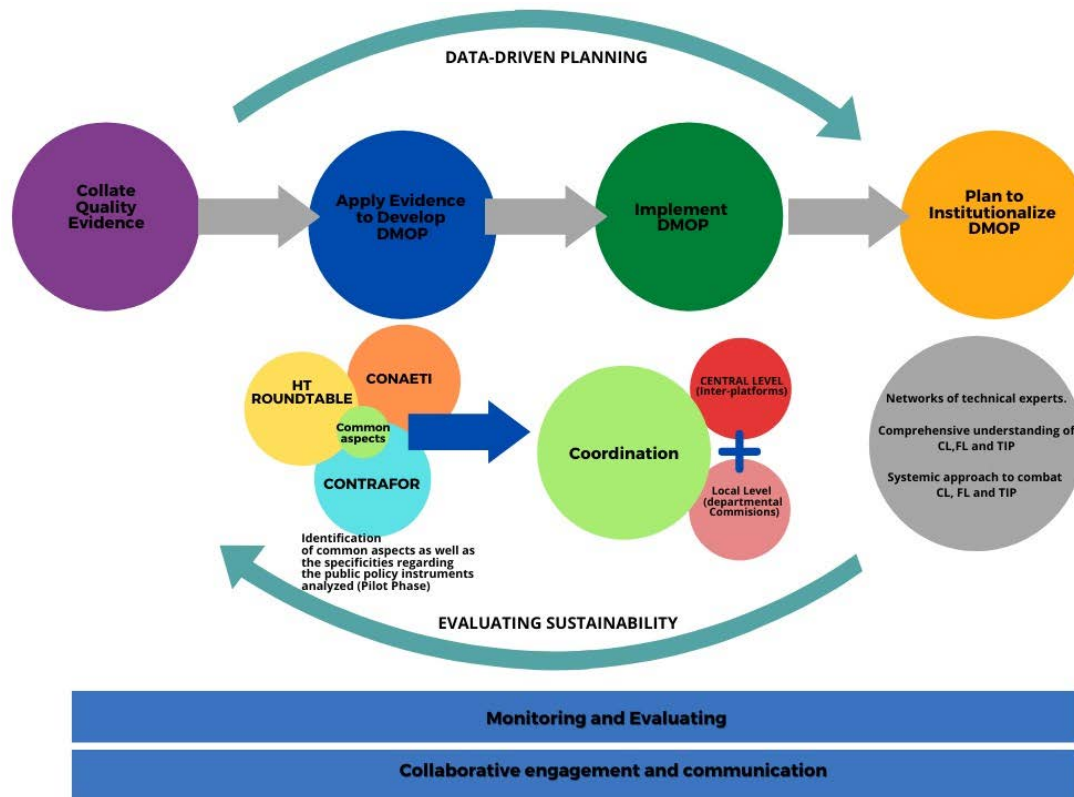 DATA-DRIVEN PLANNING
Collate
Quality
Evidence
Apply Evidence
to Develop
DMOP
Implement
DMOP
Plan to
Institutionalize
DMOP
HT
ROUNDTABLE
CONAETI
Common
aspects
CONTRAFOR
Identification
of common aspects as well as
the specificities regarding
the public policy instruments
analyzed (Pilot Phase)
Coordination
CENTRAL LEVEL
(Inter-platforms)
Local Level
(departmental
Commisions)
Networks of technical experts.
Comprehensive understanding of
CL,FL and TIP
Systemic approach to combat
CL, FL and TIP
EVALUATING SUSTAINABILITY
Monitoring and Evaluating
Collaborative engagement and communication